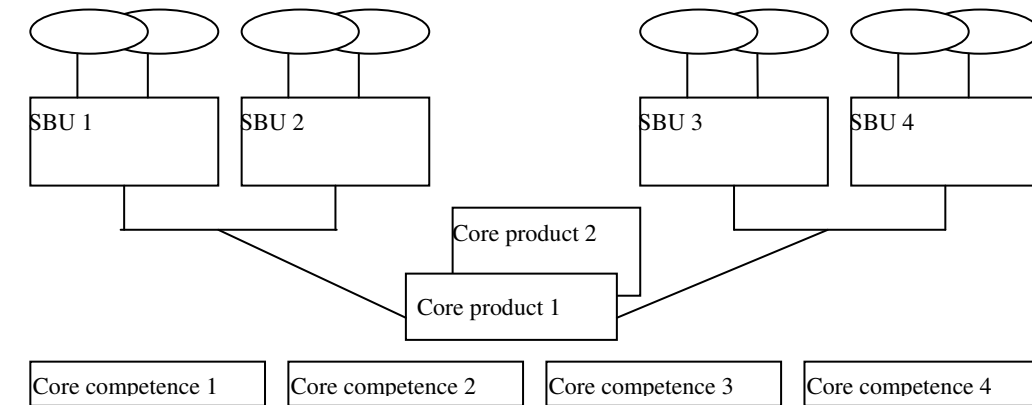 SBU 1
SBU 2
SBU 3
SBU 4
Core product 2
Core product 1
Core competence 1
Core competence 2
Core competence 3
Core competence 4